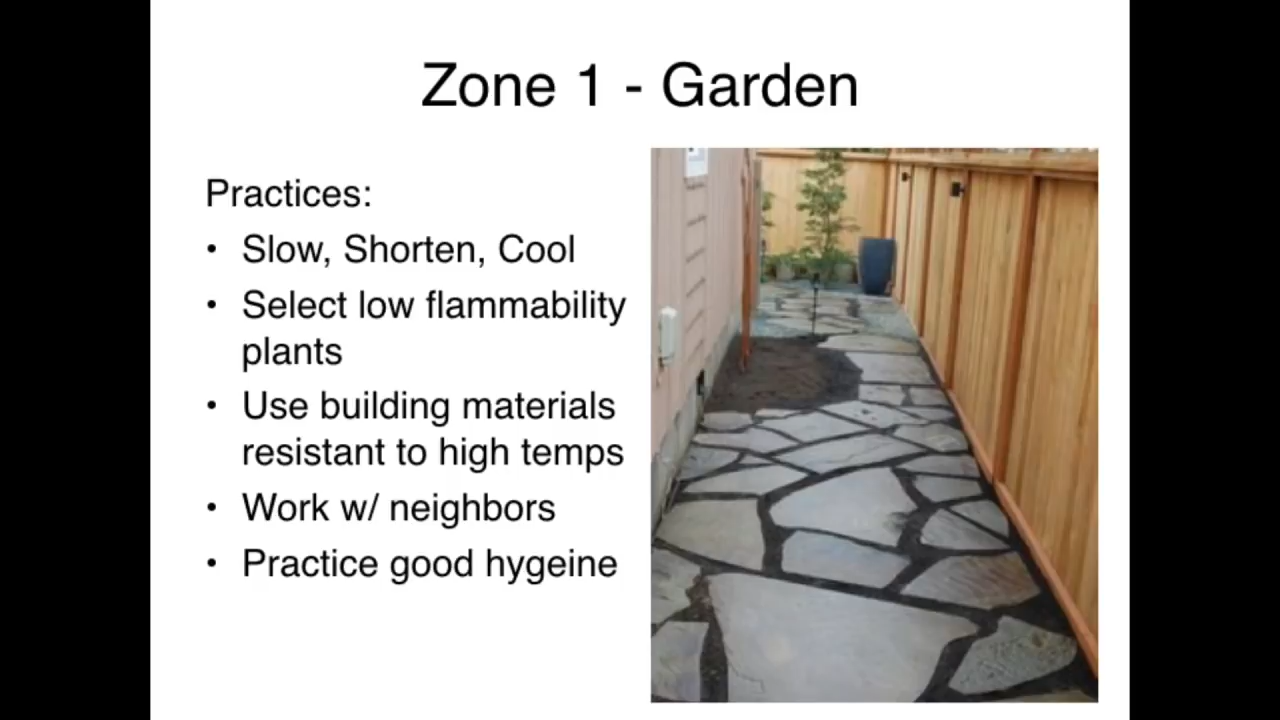 Zone 1 - Garden
Practices:
• Slow, Shorten, Cool
• Select low flammability
plants
• Use building materials
resistant to high temps
• Work w/ neighbors
• Practice good hygeine